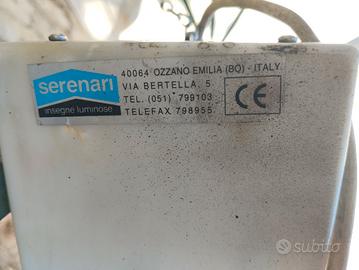 serenari
insegne luminose
40064 OZZANO EMILIA (BO) - ITALY
VIA BERTELLA, 5
TEL. (051) 799103
TELEFAX 798955
CE
subito